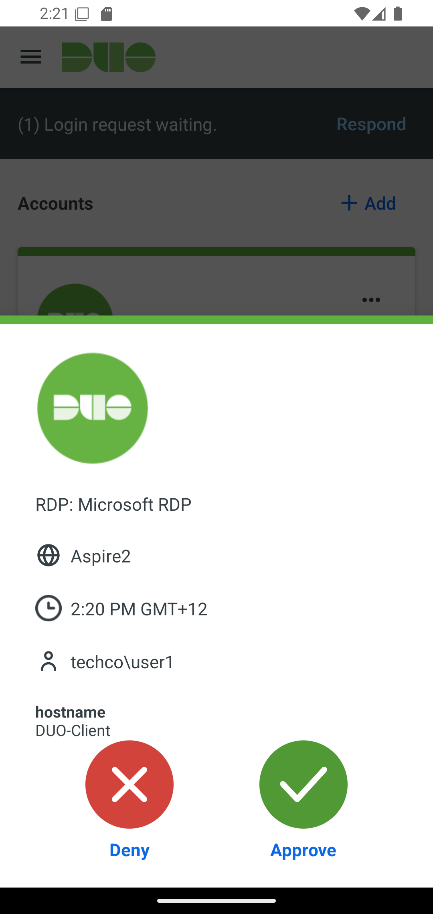 2:21
DUO
(1) Login request waiting.
Respond
Accounts
+ Add
DUO
DUO
RDP: Microsoft RDP
Aspire2
2:20 PM GMT+12
techco\user1
hostname
DUO-Client
Deny
Approve